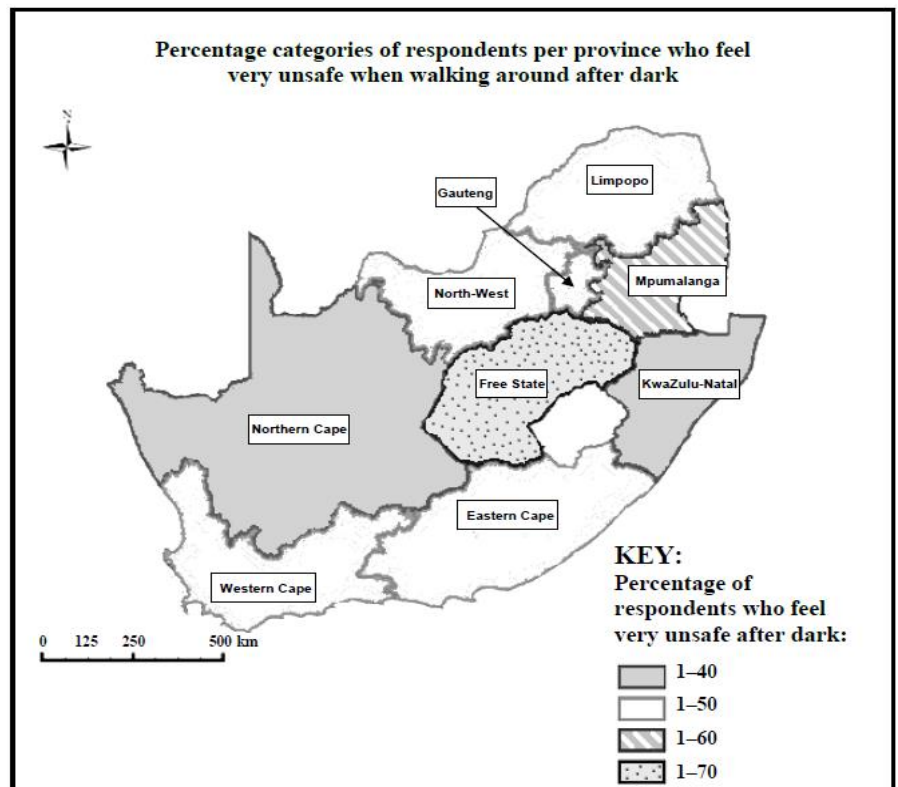 Percentage categories of respondents per province who feel
very unsafe when walking around after dark
N
Limpopo
Gauteng
Mpumalanga
North-West
Free State
KwaZulu-Natal
Northern Cape
Eastern Cape
Western Cape
0 125 250 500 km
KEY:
Percentage of
respondents who feel
very unsafe after dark:
1–40
1–50
1–60
1–70